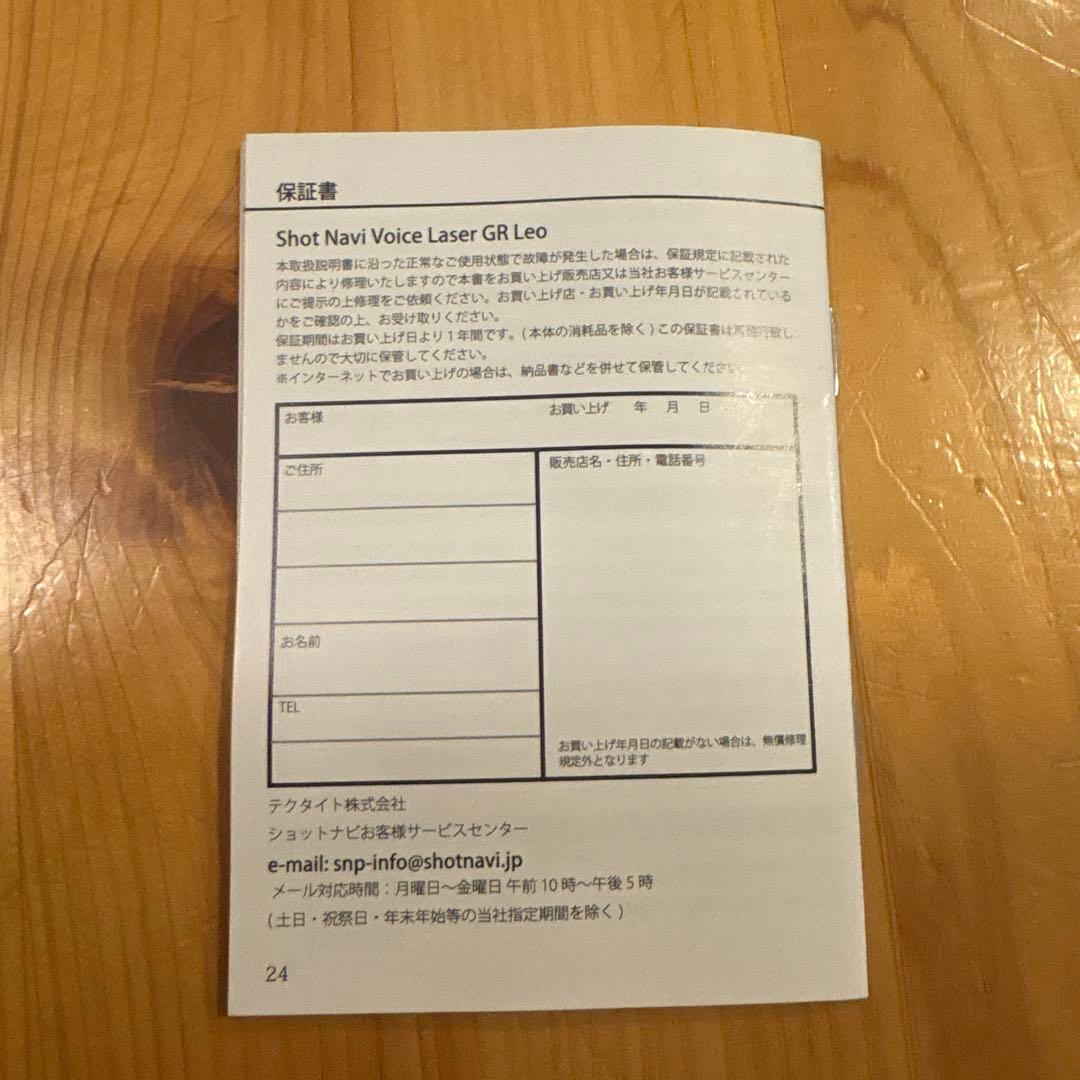 保証書
Shot Navi Voice Laser GR Leo
本取扱説明書に沿った正常なご使用状態で故障が発生した場合は、保証規定に記載された
内容により修理いたしますので本書をお買い上げ販売店又は当社お客様サービスセンター
にご提示の上修理をご依頼ください。お買い上げ店・お買い上げ年月日が記載されている
かをご確認の上、お受け取りください。
保証期間はお買い上げ日より１年間です。( 本体の消耗品を除く ) この保証書は再発行致し
ませんので大切に保管してください。
※インターネットでお買い上げの場合は、納品書などを併せて保管してください
お客様
お買い上げ 年 月 日
ご住所
販売店名・住所・電話番号
お名前
TEL
お買い上げ年月日の記載がない場合は、無償修理
規定外となります
テクタイト株式会社
ショットナビお客様サービスセンター
e-mail: snp-info@shotnavi.jp
メール対応時間：月曜日～金曜日 午前 10 時～午後 5 時
( 土日・祝祭日・年末年始等の当社指定期間を除く )
24